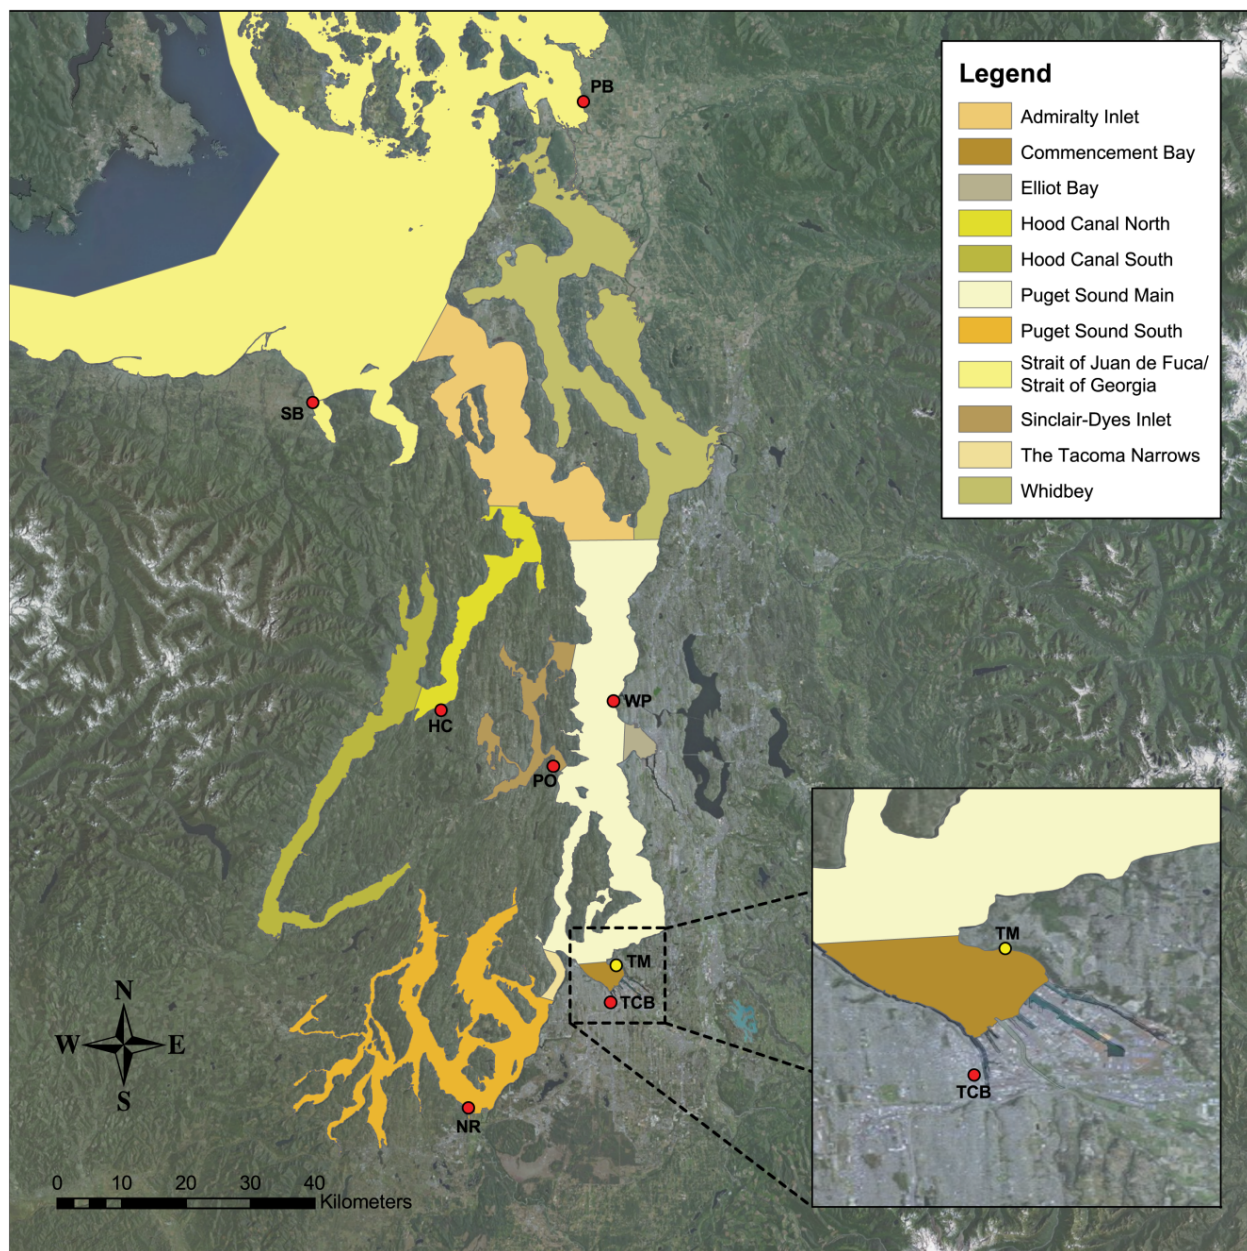 PB
Legend
Admiralty Inlet
Commencement Bay
Elliot Bay
Hood Canal North
Hood Canal South
Puget Sound Main
Puget Sound South
Strait of Juan de Fuca/
Strait of Georgia
Sinclair-Dyes Inlet
The Tacoma Narrows
Whidbey
SB
WP
HC
PO
TM
TCB
TM
TCB
NR
N
W E
S
0 10 20 30 40
Kilometers